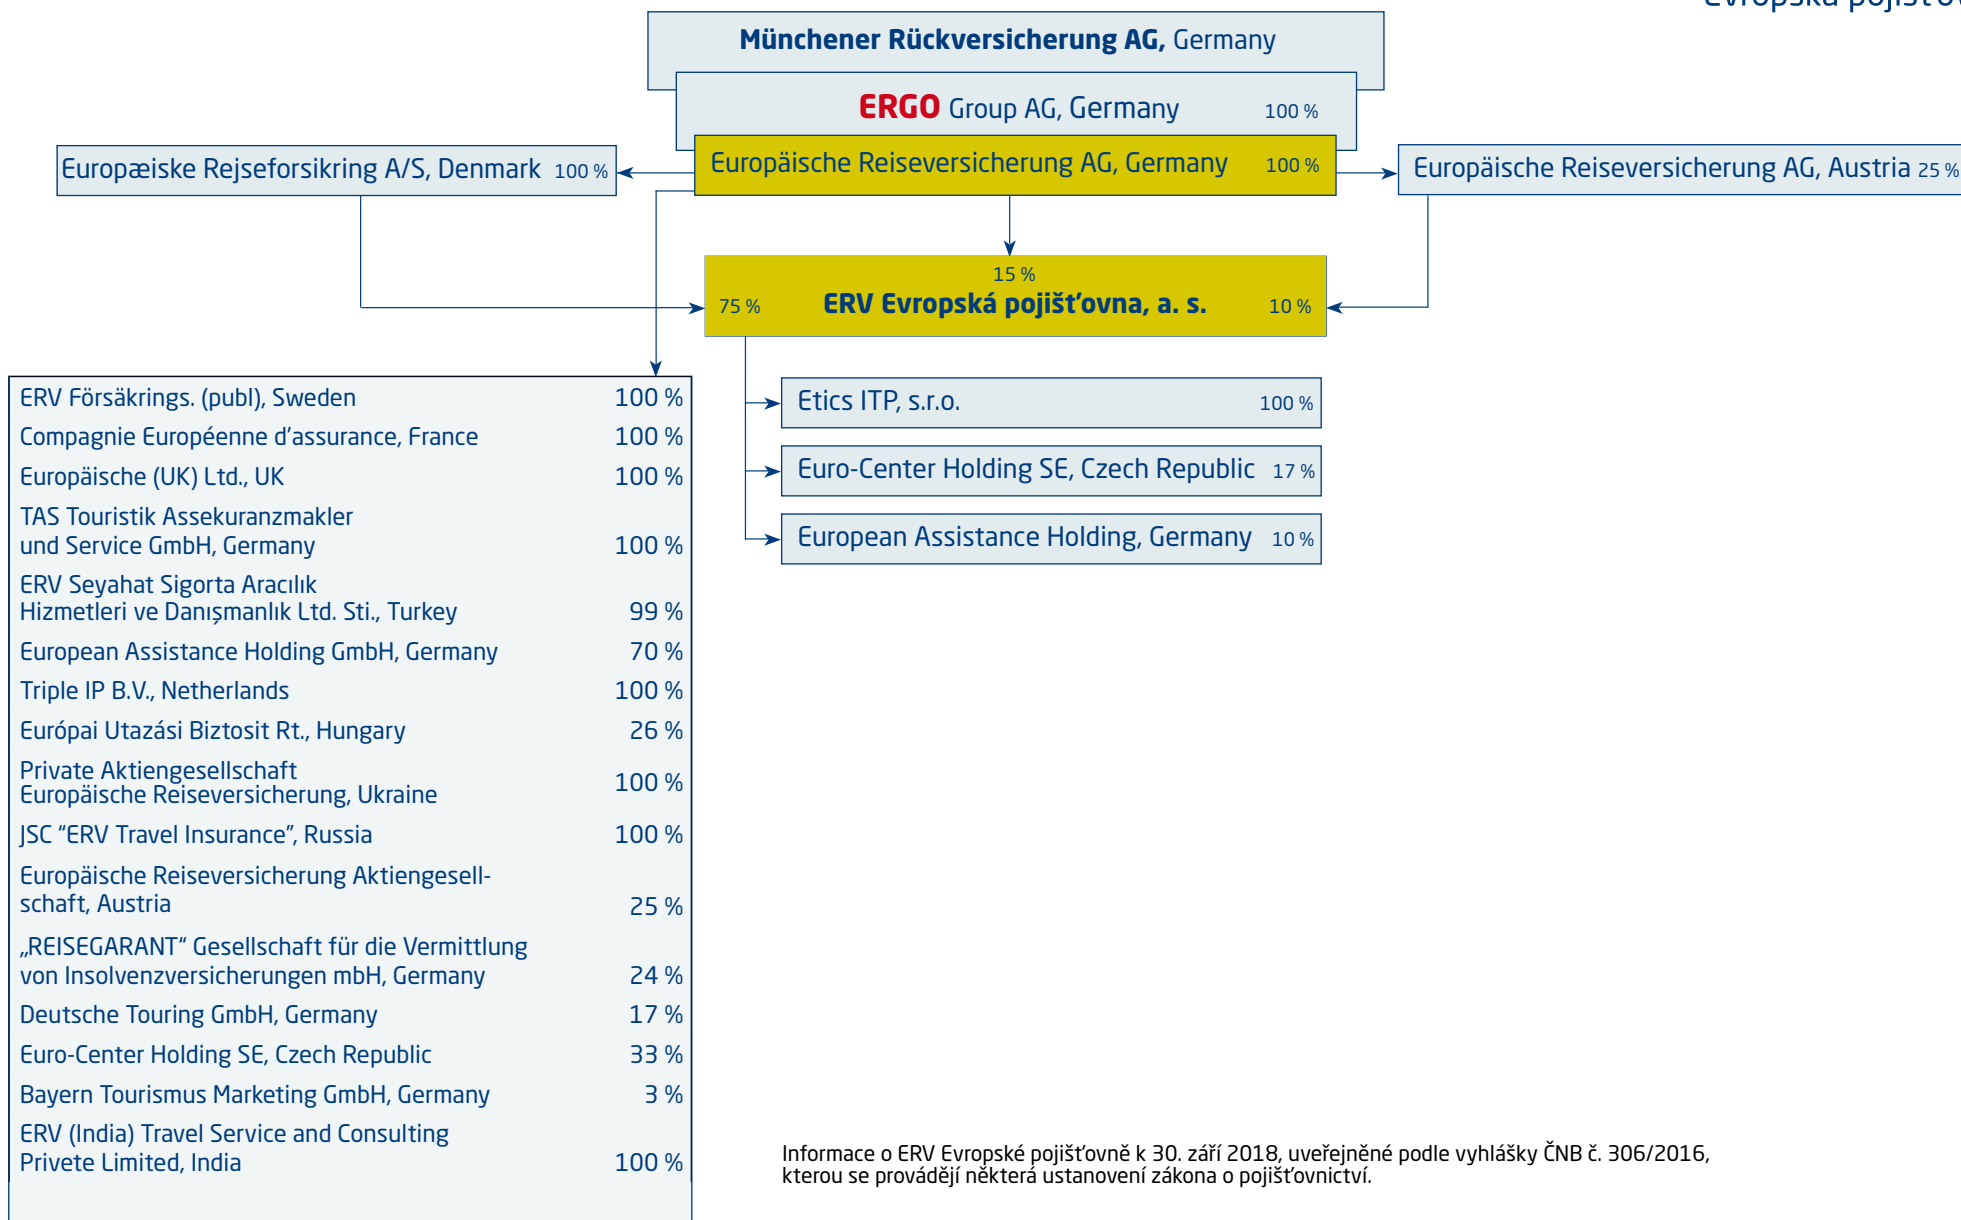 Evropská pojišťov
Münchener Rückversicherung AG, Germany
ERGO Group AG, Germany 100 %
Europæiske Rejseforsikring A/S, Denmark 100 %
Europäische Reiseversicherung AG, Germany 100 %
Europäische Reiseversicherung AG, Austria 25 %
15 %
75 % ERV Evropská pojišťovna, a. s. 10 %
Etics ITP, s.r.o. 100 %
Euro-Center Holding SE, Czech Republic 17 %
European Assistance Holding, Germany 10 %
ERV Försäkrings. (publ), Sweden 100 %
Compagnie Européenne d'assurance, France 100 %
Europäische (UK) Ltd., UK 100 %
TAS Touristik Assekuranzmakler
und Service GmbH, Germany 100 %
ERV Seyahat Sigorta Aracılık
Hizmetleri ve Danışmanlık Ltd. Sti., Turkey 99 %
European Assistance Holding GmbH, Germany 70 %
Triple IP B.V., Netherlands 100 %
Európai Utazási Biztosit Rt., Hungary 26 %
Private Aktiengesellschaft
Europäische Reiseversicherung, Ukraine 100 %
JSC “ERV Travel Insurance”, Russia 100 %
Europäische Reiseversicherung Aktiengesell-
schaft, Austria 25 %
„REISEGARANT“ Gesellschaft für die Vermittlung
von Insolvenzversicherungen mbH, Germany 24 %
Deutsche Touring GmbH, Germany 17 %
Euro-Center Holding SE, Czech Republic 33 %
Bayern Tourismus Marketing GmbH, Germany 3 %
ERV (India) Travel Service and Consulting
Privete Limited, India 100 %
Informace o ERV Evropské pojišťovně k 30. září 2018, uveřejněné podle vyhlášky ČNB č. 306/2016,
kterou se provádějí některá ustanovení zákona o pojišťovnictví.